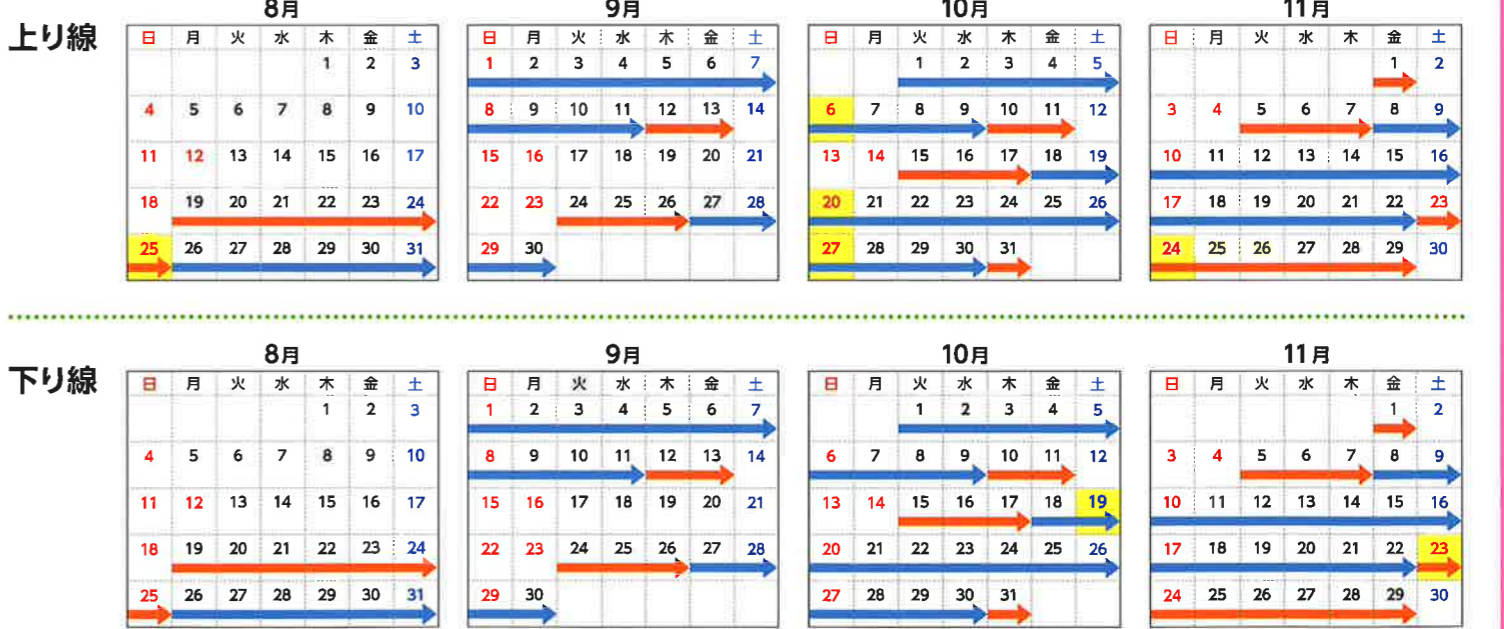 8月 9月 10月 11月
上り線
日 月 火 水 木 金 土 日 月 火 水 木 金 土 日 月 火 水 木 金 土 日 月 火 水 木 金 土
1 2 3 1 2 3 4 5 6 7 1 2 3 4 5 1 2
4 5 6 7 8 9 10 8 9 10 11 12 13 14 6 7 8 9 10 11 12 3 4 5 6 7 8 9
11 12 13 14 15 16 17 15 16 17 18 19 20 21 13 14 15 16 17 18 19 10 11 12 13 14 15 16
18 19 20 21 22 23 24 22 23 24 25 26 27 28 20 21 22 23 24 25 26 17 18 19 20 21 22 23
25 26 27 28 29 30 31 29 30 27 28 29 30 31 24 25 26 27 28 29 30
8月 9月 10月 11月
下り線
日 月 火 水 木 金 土 日 月 火 水 木 金 土 日 月 火 水 木 金 土 日 月 火 水 木 金 土
1 2 3 1 2 3 4 5 6 7 1 2 3 4 5 1 2
4 5 6 7 8 9 10 8 9 10 11 12 13 14 6 7 8 9 10 11 12 3 4 5 6 7 8 9
11 12 13 14 15 16 17 15 16 17 18 19 20 21 13 14 15 16 17 18 19 10 11 12 13 14 15 16
18 19 20 21 22 23 24 22 23 24 25 26 27 28 20 21 22 23 24 25 26 17 18 19 20 21 22 23
25 26 27 28 29 30 31 29 30 27 28 29 30 31 24 25 26 27 28 29 30